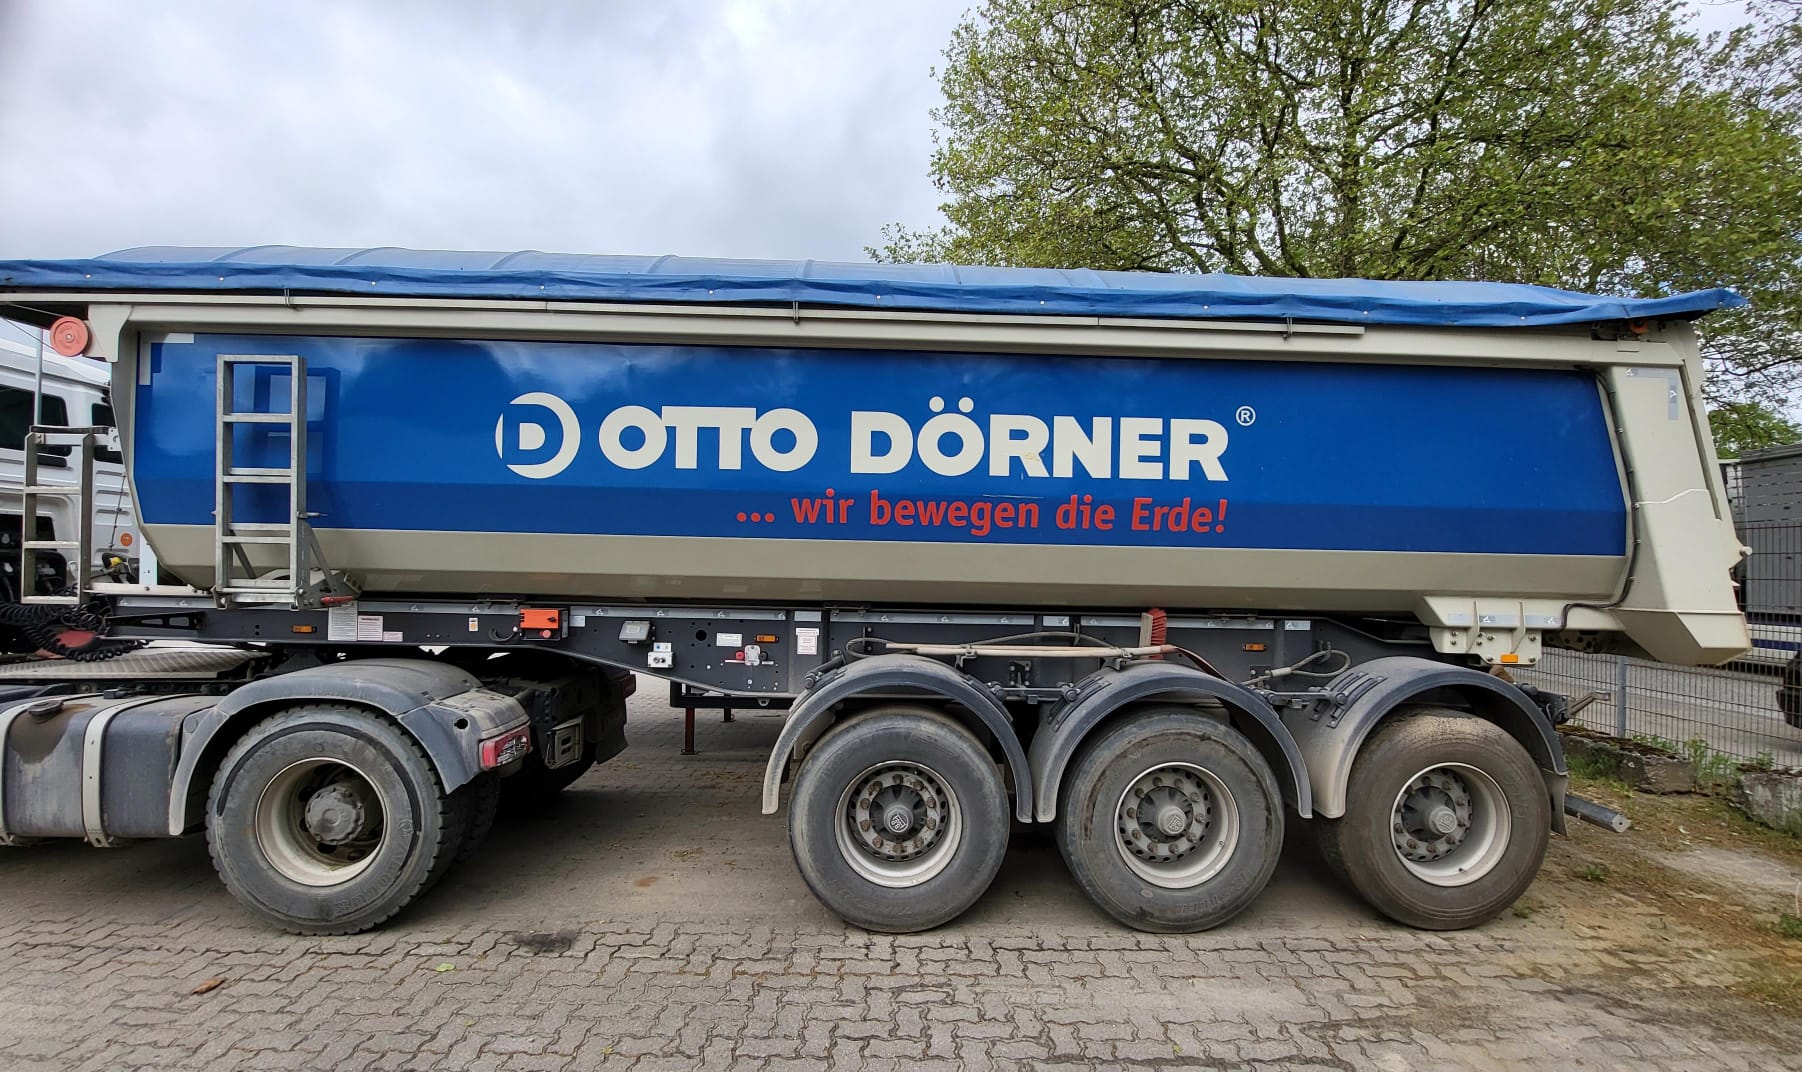 D OTTO DÖRNER®
... wir bewegen die Erde!